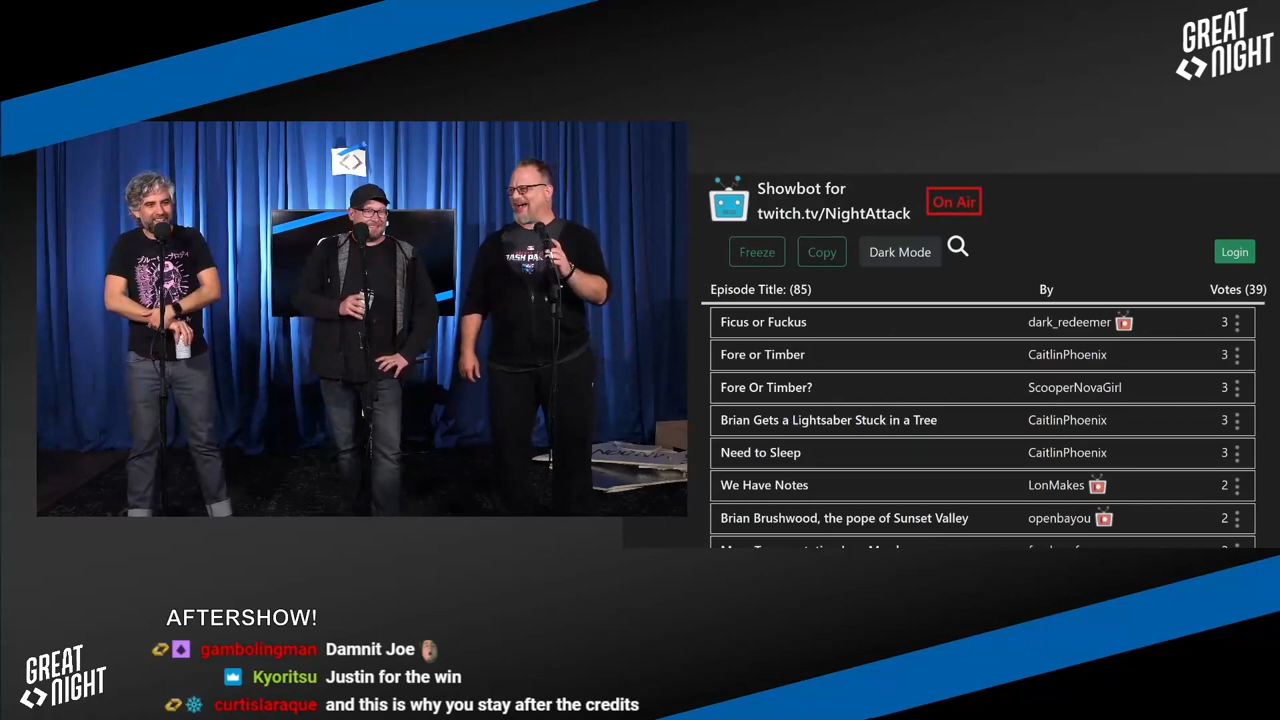 GREAT
NIGHT
Showbot for
twitch.tv/NightAttack
On Air
Freeze
Copy
Dark Mode
Login
Episode Title: (85) By Votes (39)
Ficus or Fuckus dark_redeemer 3
Fore or Timber CaitlinPhoenix 3
Fore Or Timber? ScooperNovaGirl 3
Brian Gets a Lightsaber Stuck in a Tree CaitlinPhoenix 3
Need to Sleep CaitlinPhoenix 3
We Have Notes LonMakes 2
Brian Brushwood, the pope of Sunset Valley openbayou 2
AFTERSHOW!
gambolingman Damnit Joe
Kyoritsu Justin for the win
curtislaraque and this is why you stay after the credits
GREAT
NIGHT